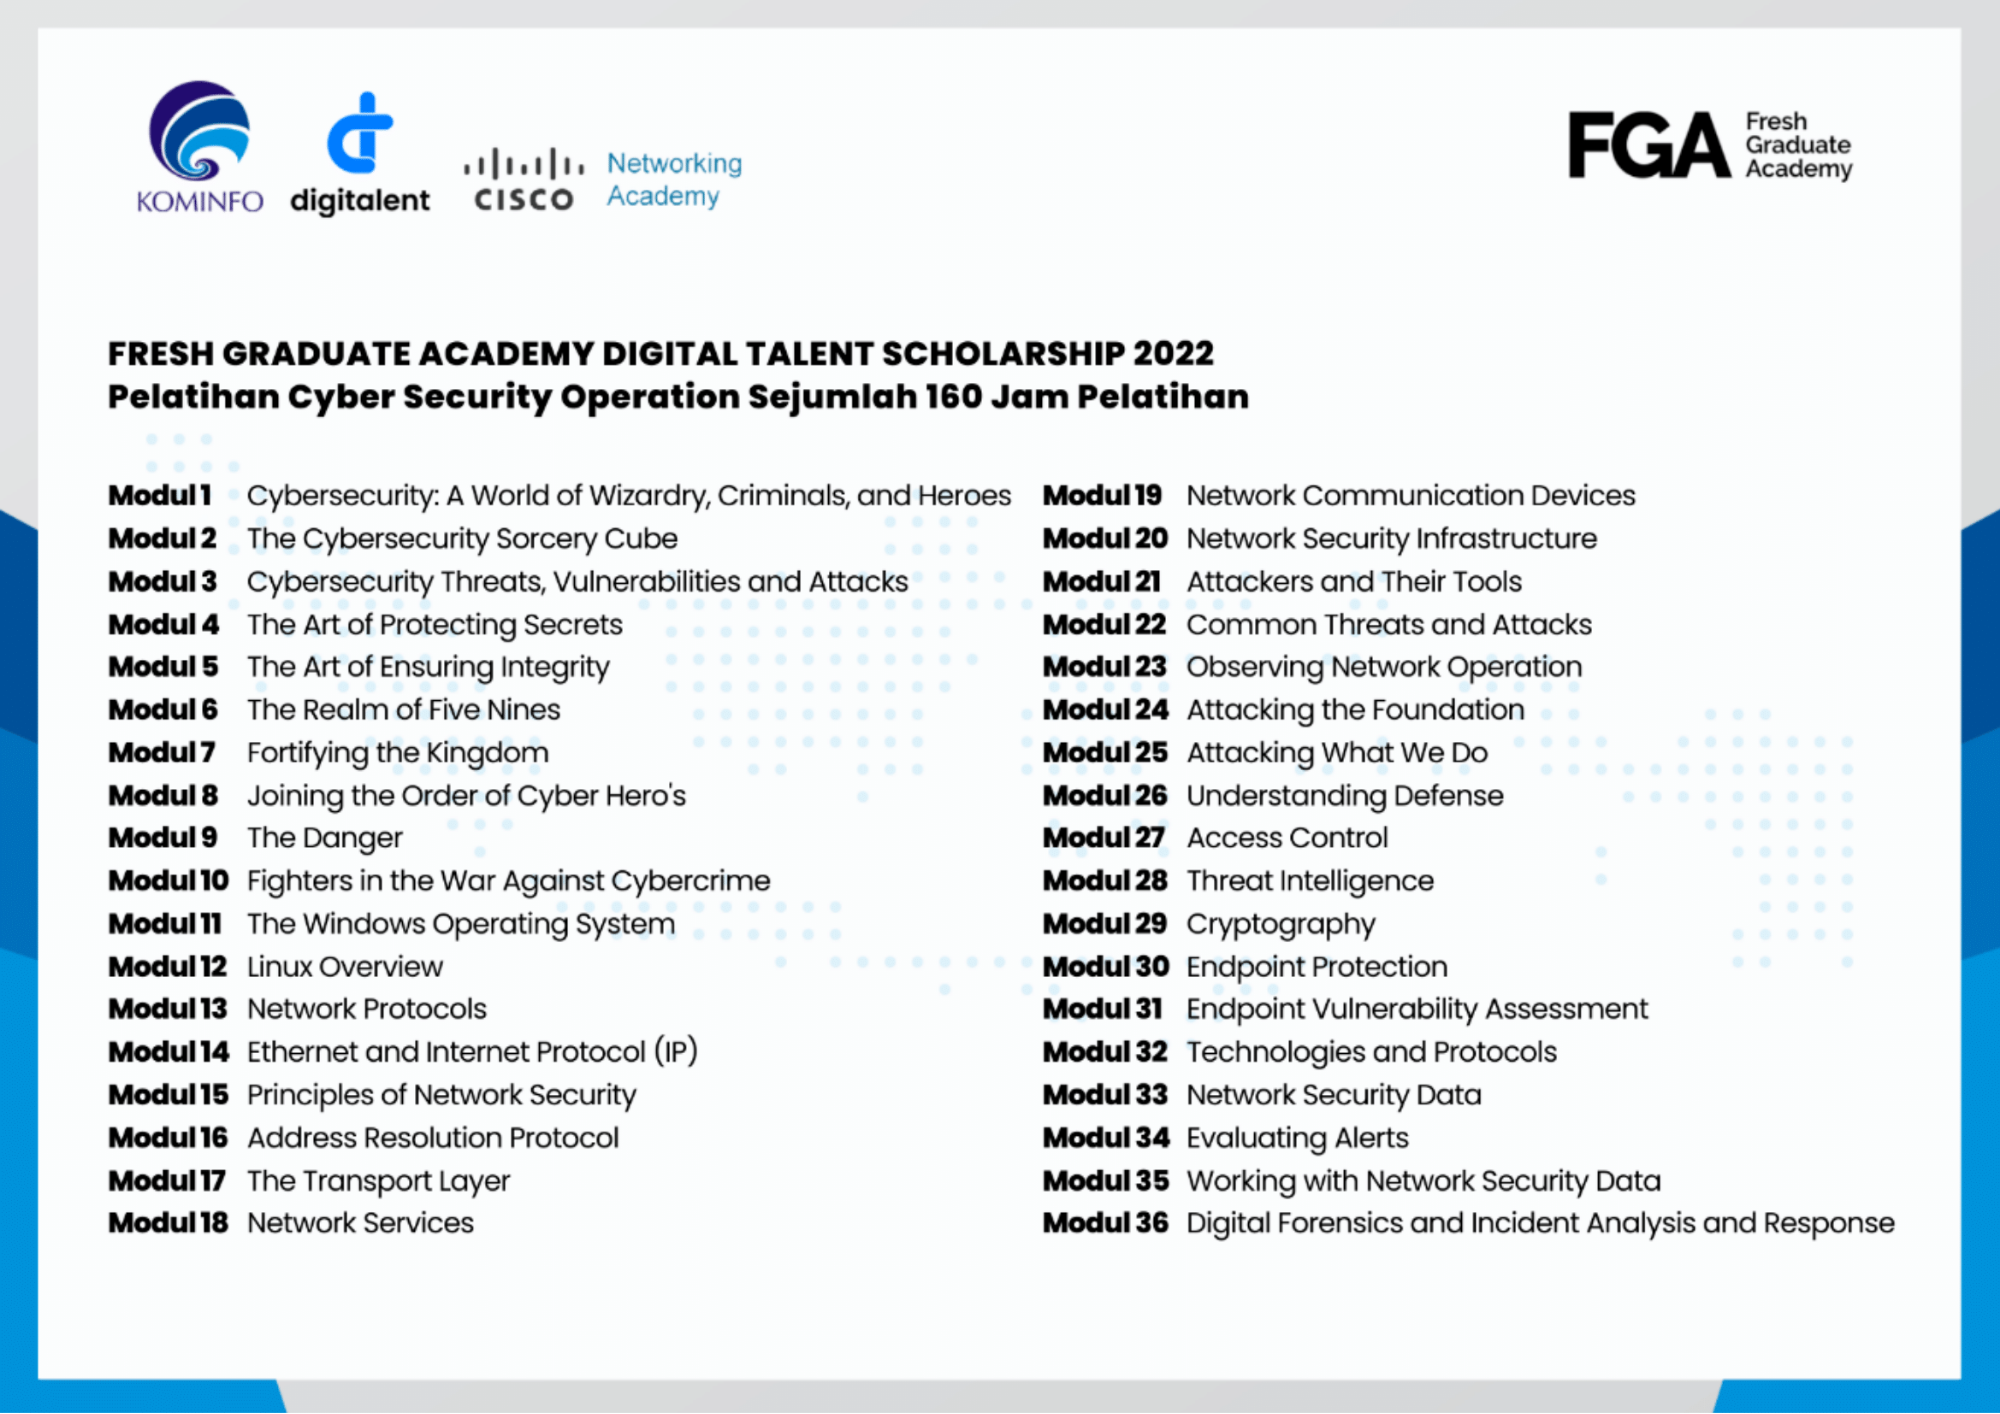 KOMINFO
digitalent
CISCO
Networking
Academy
FGA
Fresh
Graduate
Academy
FRESH GRADUATE ACADEMY DIGITAL TALENT SCHOLARSHIP 2022
Pelatihan Cyber Security Operation Sejumlah 160 Jam Pelatihan
Modul 1 Cybersecurity: A World of Wizardry, Criminals, and Heroes
Modul 2 The Cybersecurity Sorcery Cube
Modul 3 Cybersecurity Threats, Vulnerabilities and Attacks
Modul 4 The Art of Protecting Secrets
Modul 5 The Art of Ensuring Integrity
Modul 6 The Realm of Five Nines
Modul 7 Fortifying the Kingdom
Modul 8 Joining the Order of Cyber Hero's
Modul 9 The Danger
Modul 10 Fighters in the War Against Cybercrime
Modul 11 The Windows Operating System
Modul 12 Linux Overview
Modul 13 Network Protocols
Modul 14 Ethernet and Internet Protocol (IP)
Modul 15 Principles of Network Security
Modul 16 Address Resolution Protocol
Modul 17 The Transport Layer
Modul 18 Network Services
Modul 19 Network Communication Devices
Modul 20 Network Security Infrastructure
Modul 21 Attackers and Their Tools
Modul 22 Common Threats and Attacks
Modul 23 Observing Network Operation
Modul 24 Attacking the Foundation
Modul 25 Attacking What We Do
Modul 26 Understanding Defense
Modul 27 Access Control
Modul 28 Threat Intelligence
Modul 29 Cryptography
Modul 30 Endpoint Protection
Modul 31 Endpoint Vulnerability Assessment
Modul 32 Technologies and Protocols
Modul 33 Network Security Data
Modul 34 Evaluating Alerts
Modul 35 Working with Network Security Data
Modul 36 Digital Forensics and Incident Analysis and Response